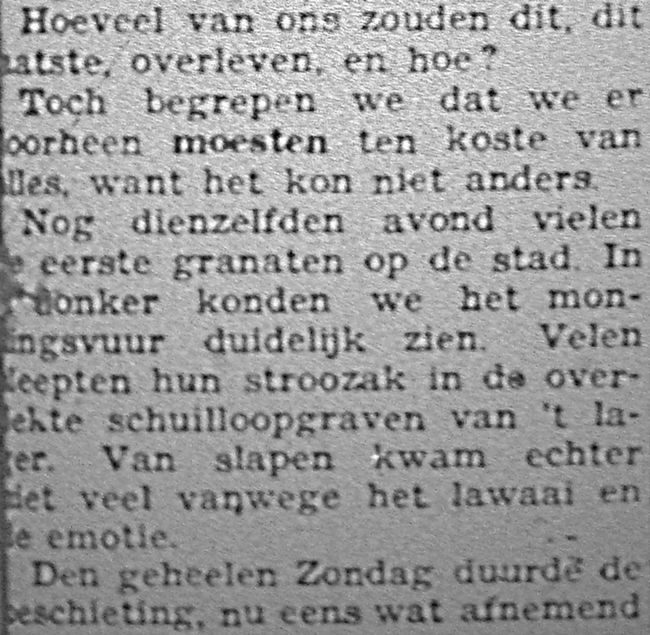 Hoeveel van ons zouden dit, dit
atste, overleven, en hoe?
Toch begrepen we dat we er
oorheen moesten ten koste van
lles, want het kon niet anders.
Nog dienzelfden avond vielen
e eerste granaten op de stad. In
donker konden we het mon-
ingsvuur duidelijk zien. Velen
leepten hun stroozak in de over-
ekte schuilloopgraven van 't la-
er. Van slapen kwam echter
iet veel vanwege het lawaai en
e emotie.
Den geheelen Zondag duurde de
beschieting, nu eens wat afnemend